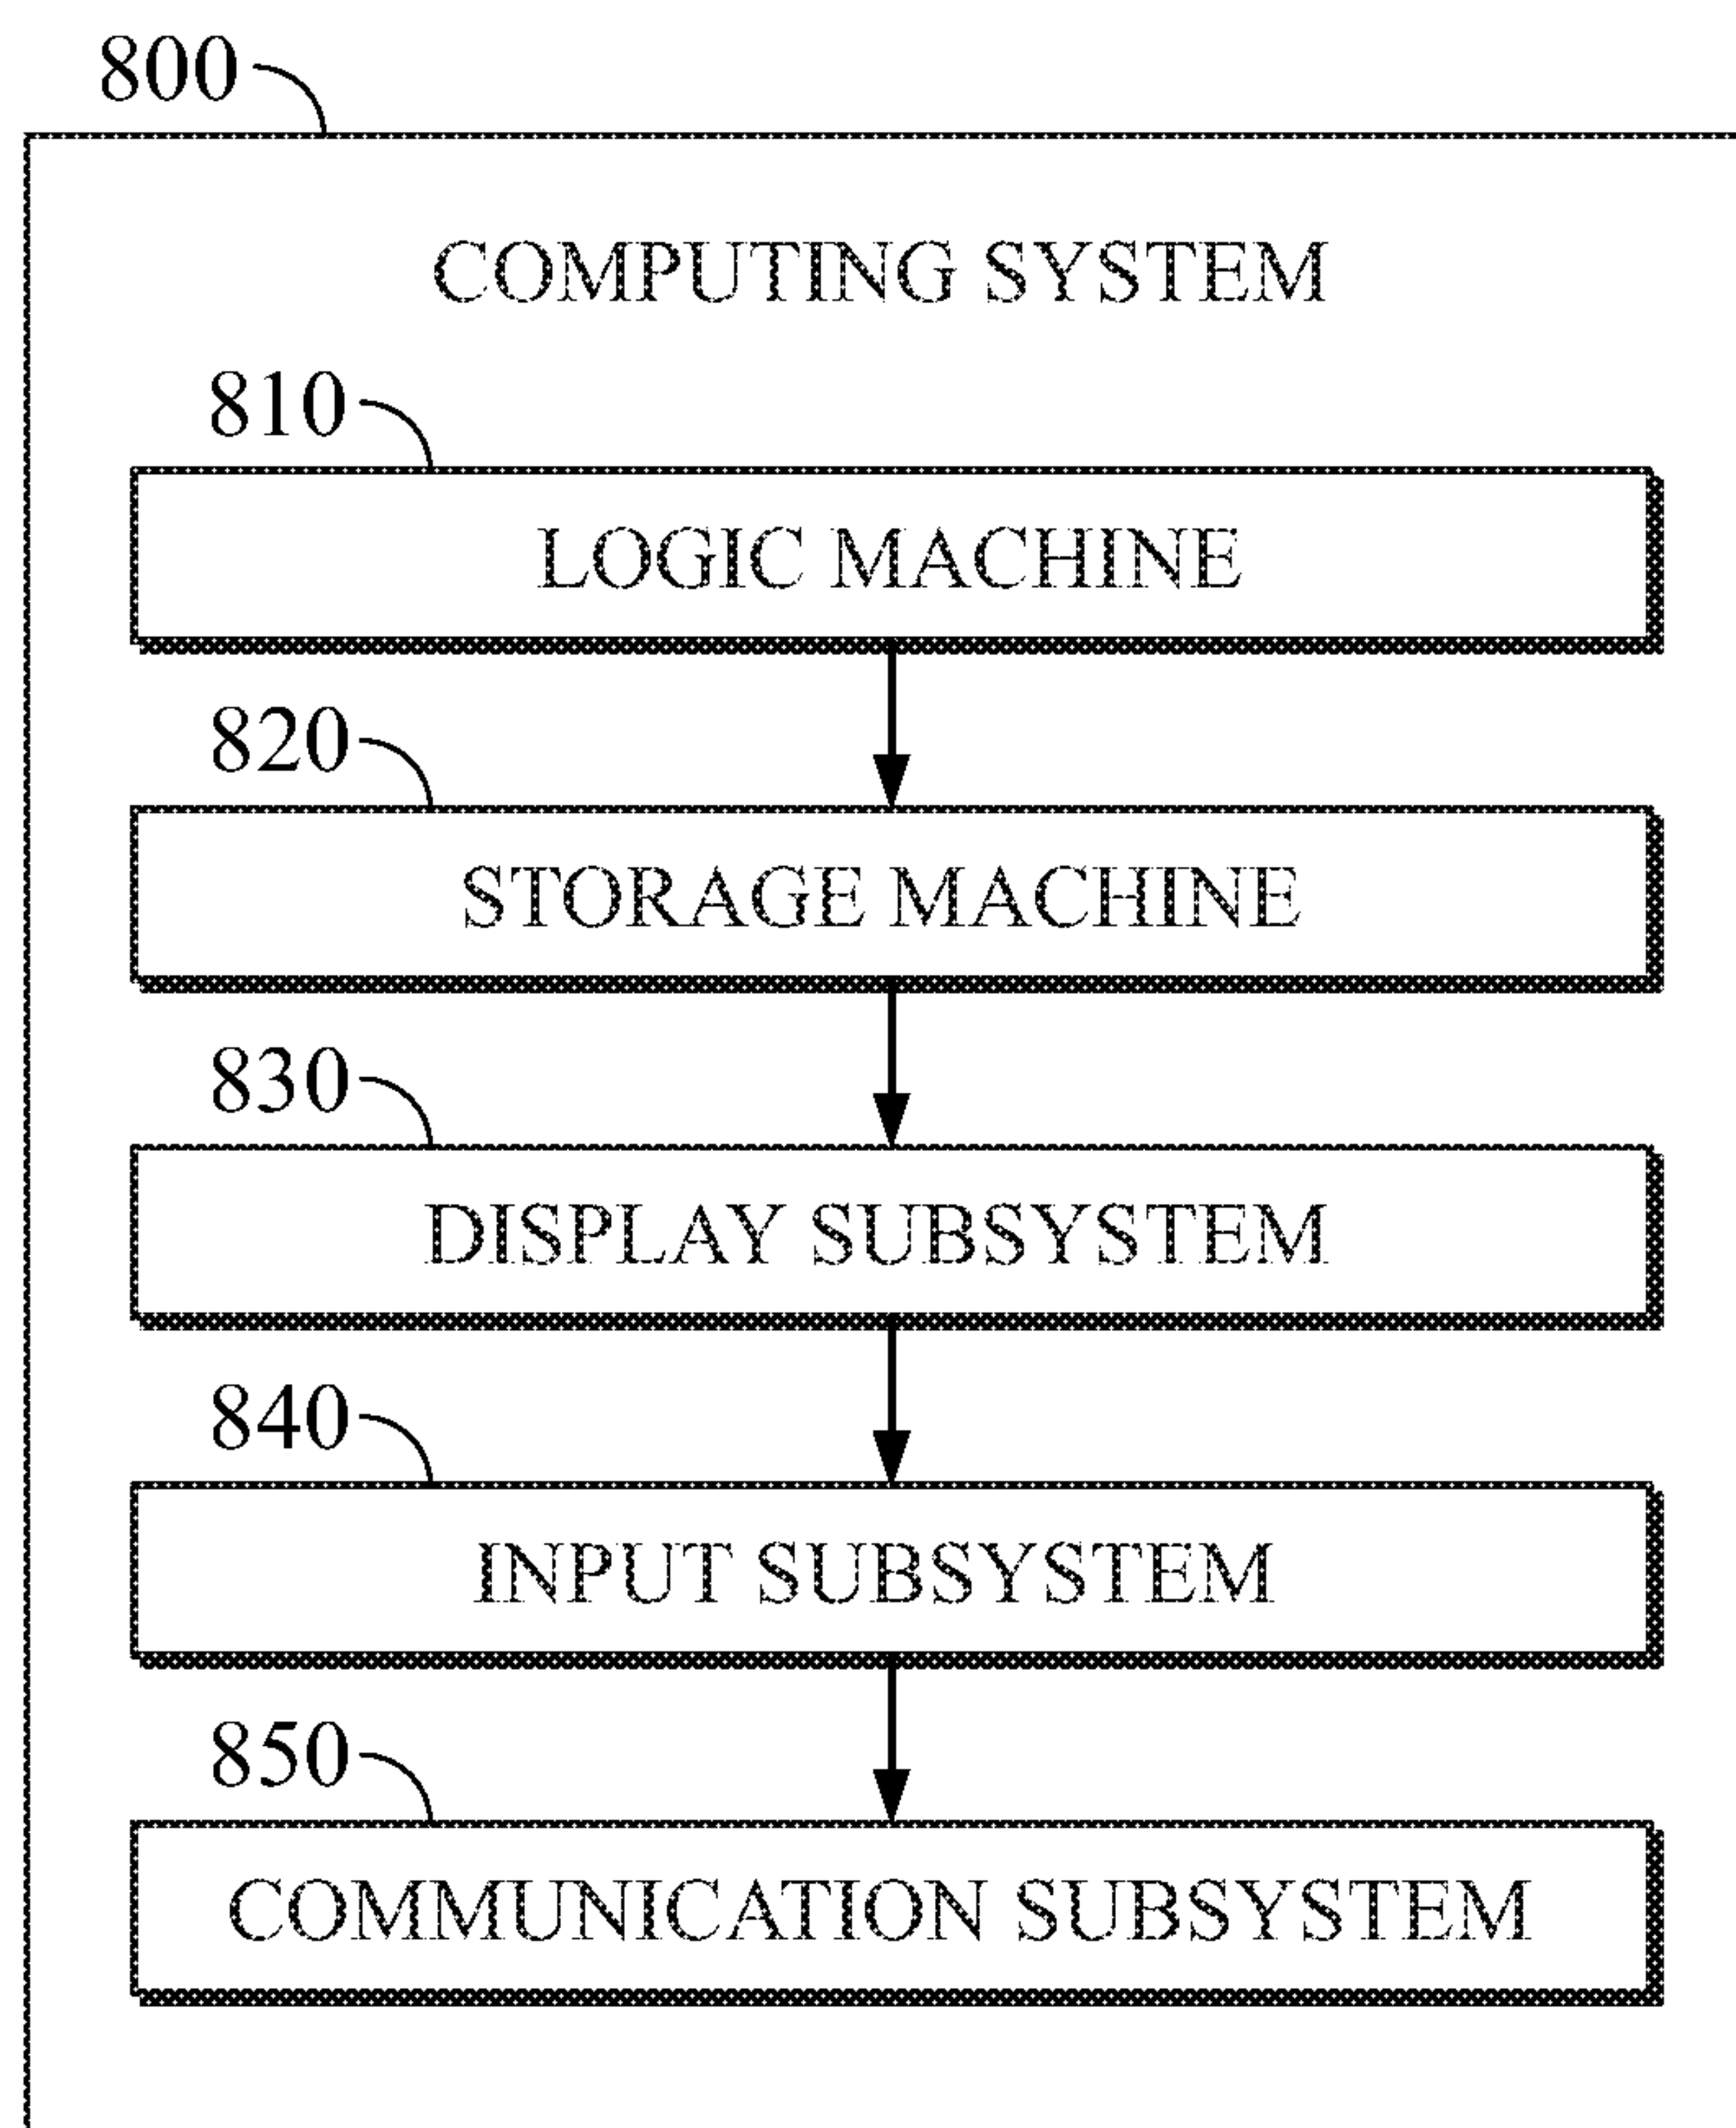 800
COMPUTING SYSTEM
810
LOGIC MACHINE
820
STORAGE MACHINE
830
DISPLAY SUBSYSTEM
840
INPUT SUBSYSTEM
850
COMMUNICATION SUBSYSTEM